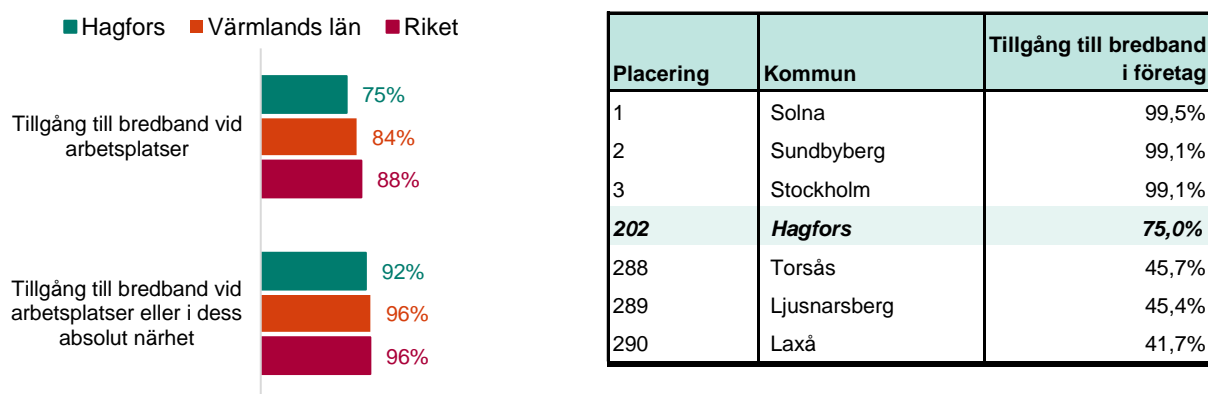 Hagfors Värmlands län Riket
Tillgång till bredband vid
arbetsplatser
75%
84%
88%
Tillgång till bredband vid
arbetsplatser eller i dess
absolut närhet
92%
96%
96%
Placering Kommun Tillgång till bredband
i företag
1 Solna 99,5%
2 Sundbyberg 99,1%
3 Stockholm 99,1%
202 Hagfors 75,0%
288 Torsås 45,7%
289 Ljusnarsberg 45,4%
290 Laxå 41,7%